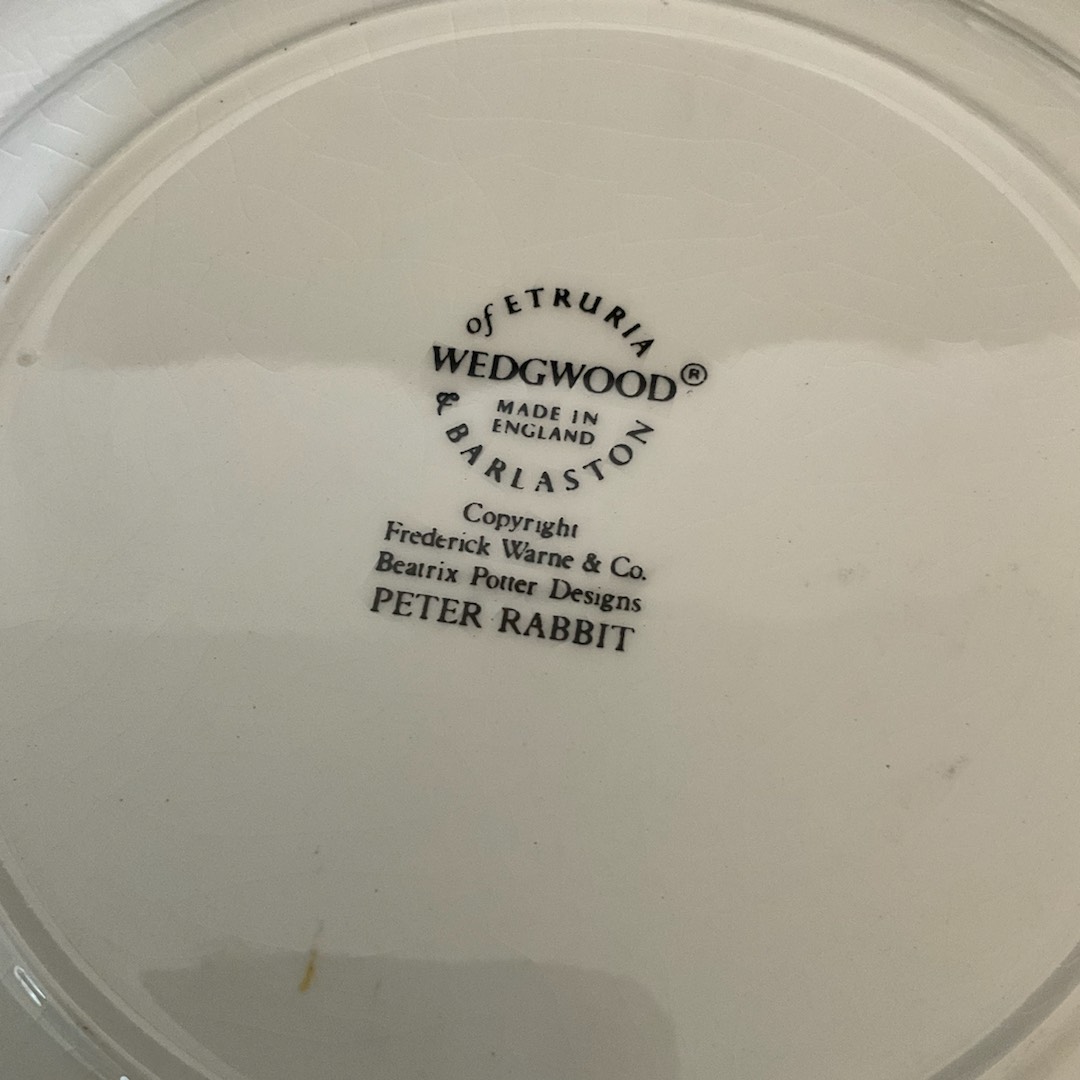 of ETRURIA
WEDGWOOD®
MADE IN
ENGLAND
& BARLASTON
Copyright
Frederick Warne & Co.
Beatrix Potter Designs
PETER RABBIT